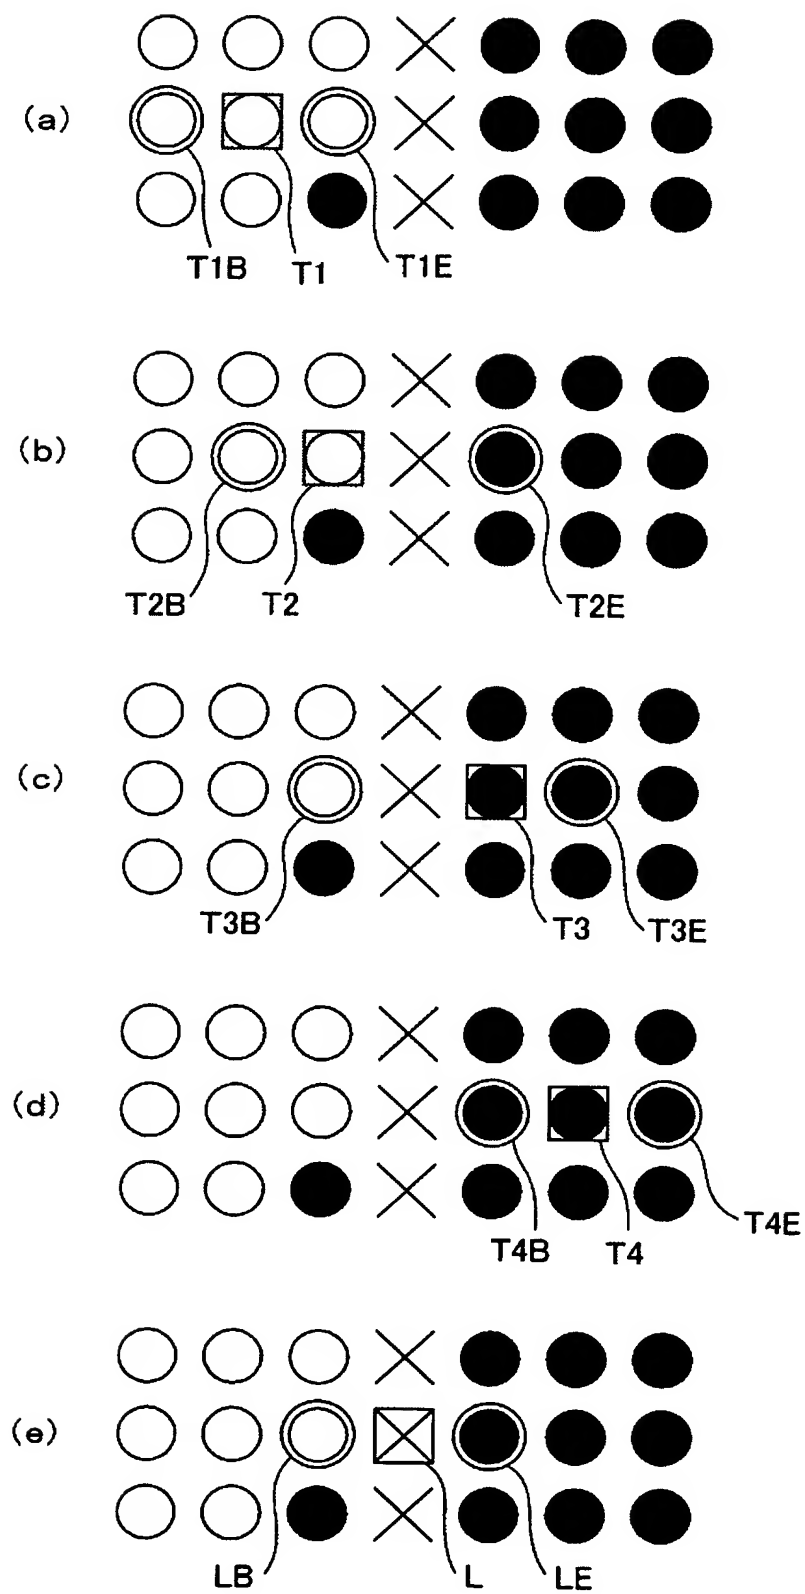 (a)
T1B T1 T1E
(b)
T2B T2 T2E
(c)
T3B T3 T3E
(d)
T4B T4 T4E
(e)
LB L LE